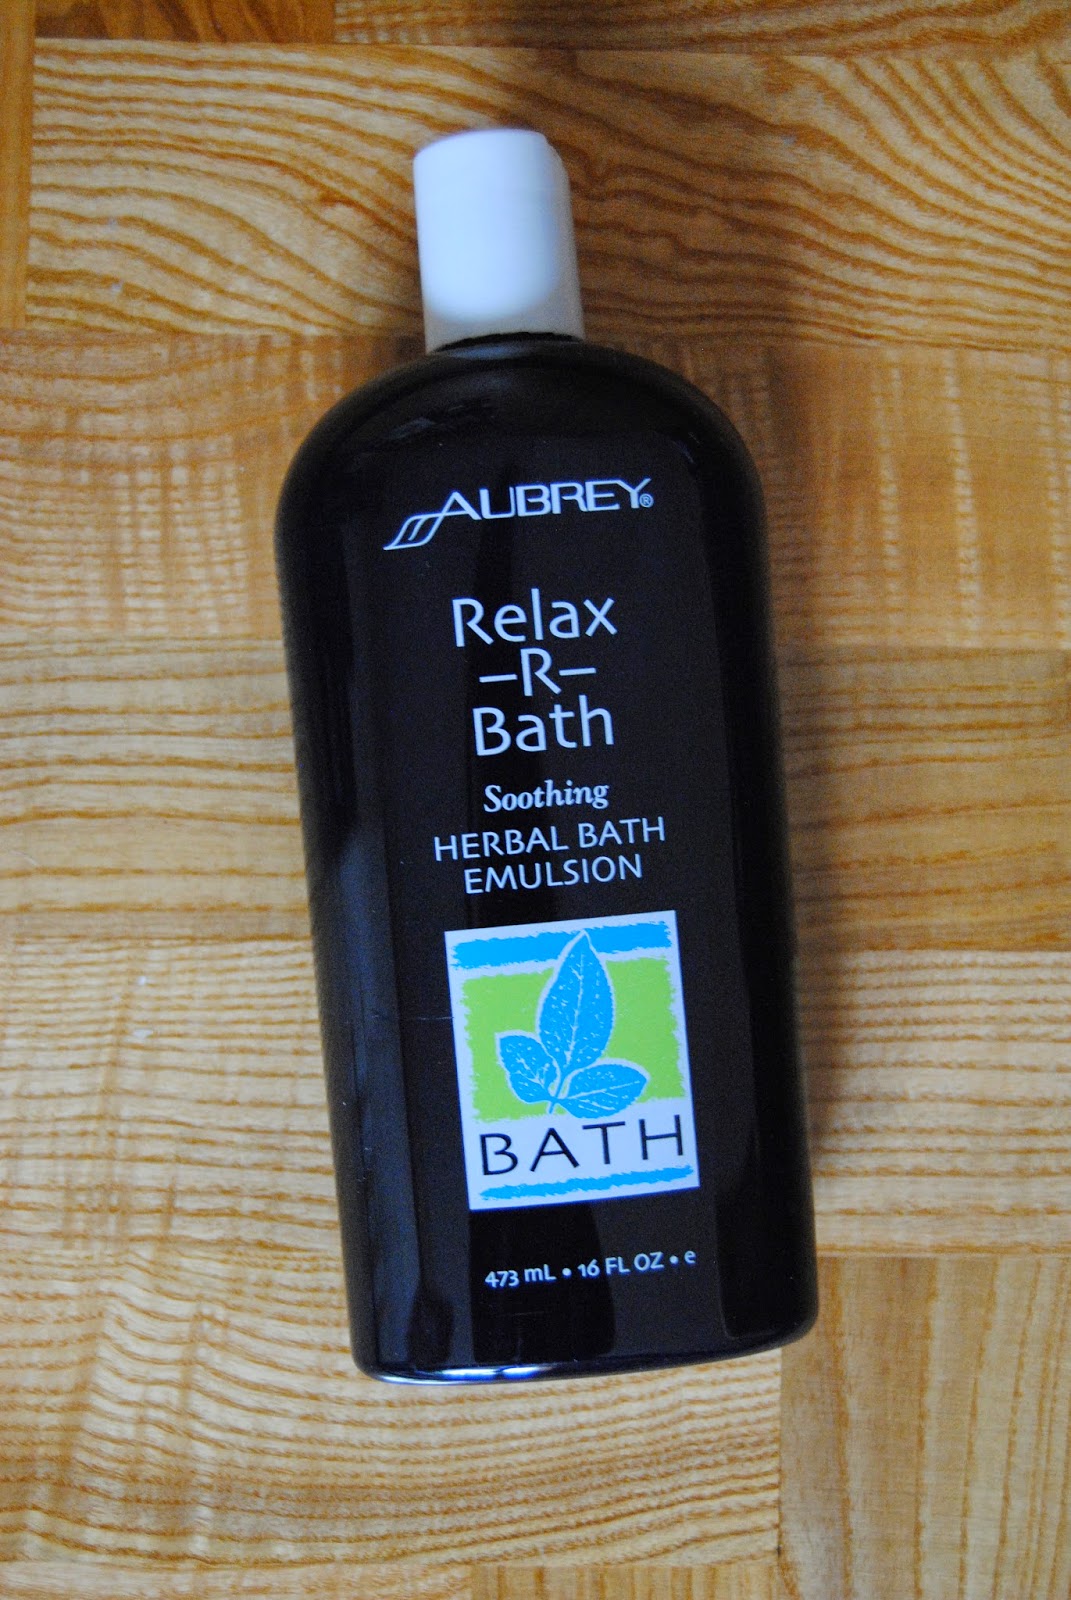 AUBREY®
Relax
–R–
Bath
Soothing
HERBAL BATH
EMULSION
BATH
473 mL • 16 FL OZ • e